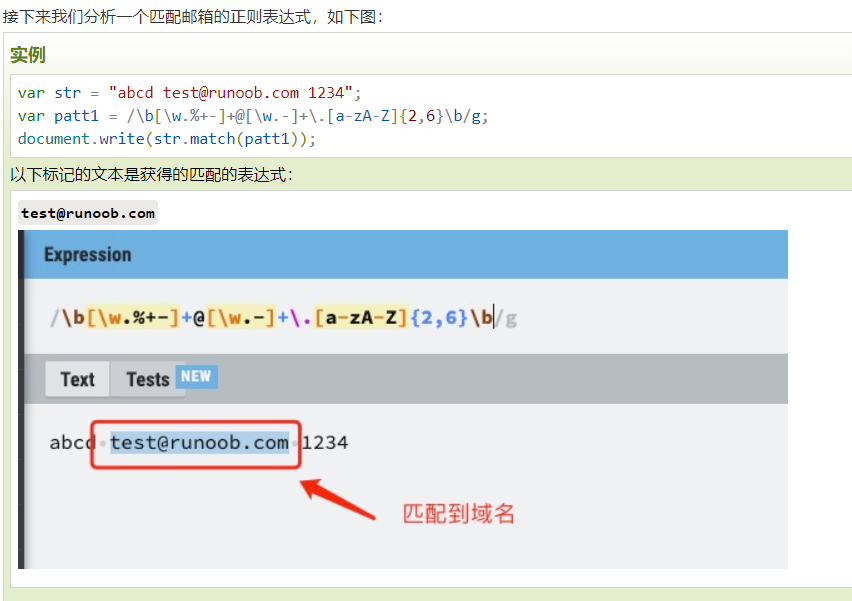 接下来我们分析一个匹配邮箱的正则表达式，如下图：
实例
var str = "abcd test@runoob.com 1234";
var patt1 = /\b[\w.%+-]+@[\w.-]+\.[a-zA-Z]{2,6}\b/g;
document.write(str.match(patt1));
以下标记的文本是获得的匹配的表达式：
test@runoob.com
Expression
/\b[\w.%+-]+@[\w.-]+\.[a-zA-Z]{2,6}\b/g
Text Tests NEW
abcd·test@runoob.com·1234
匹配到域名